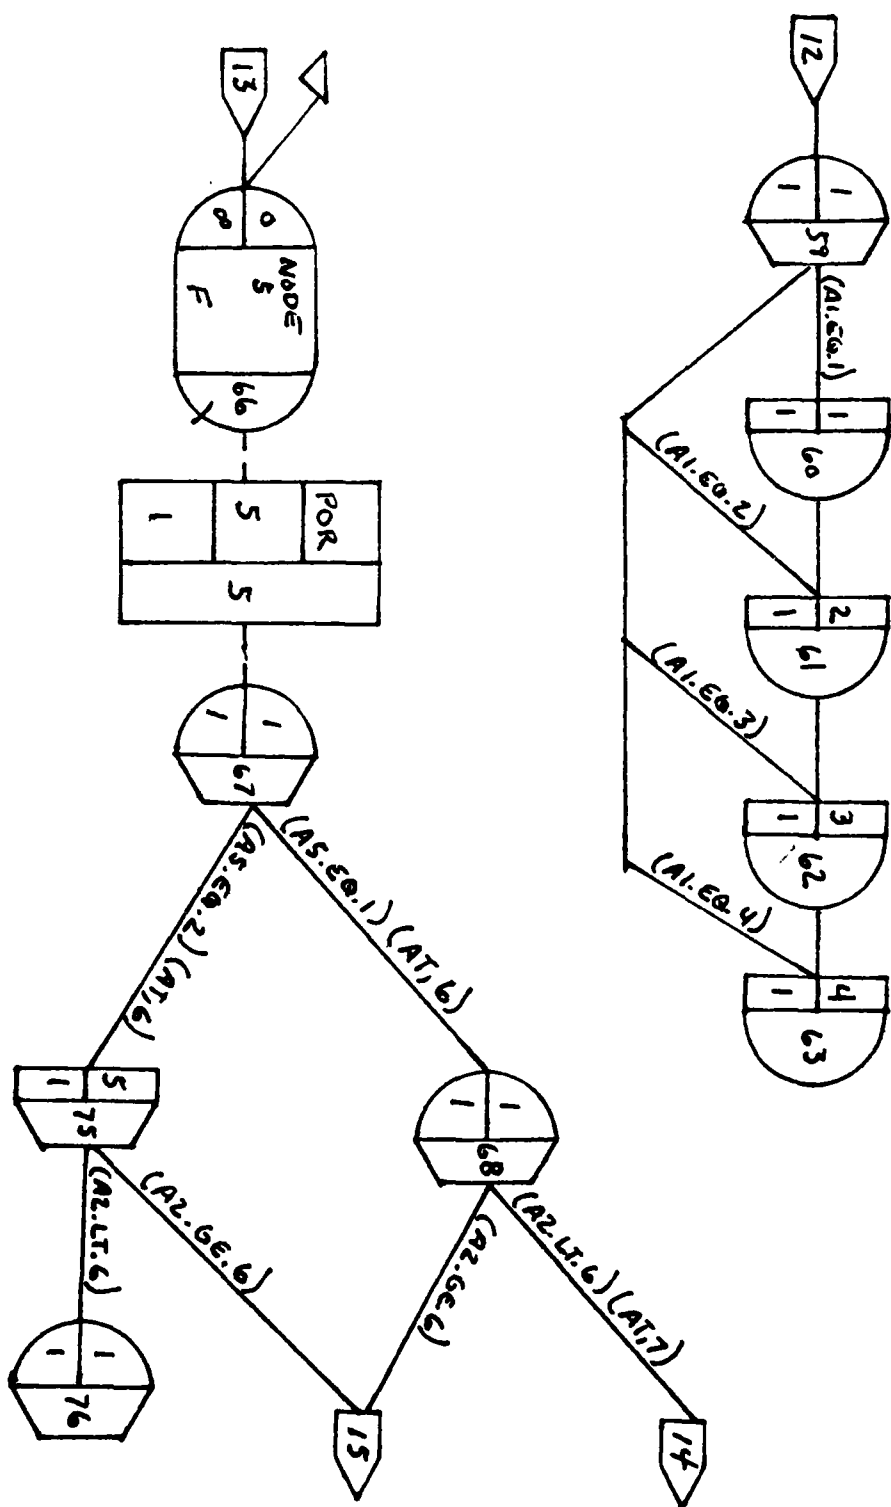 12
1
1
59
(A1.EQ.1)
1
1
60
(A1.EQ.2)
2
1
61
(A1.EQ.3)
3
1
62
(A1.EQ.4)
4
1
63
13
0
∞
NODE
5
F
66
POR
5
1
5
1
1
67
(A5.EQ.1)(AT,6)
(A5.EQ.2)(AT,6)
1
1
68
(A2.LT.6)(AT,7)
(A2.GE.6)
14
5
1
75
(A2.GE.6)
(A2.LT.6)
15
1
1
76